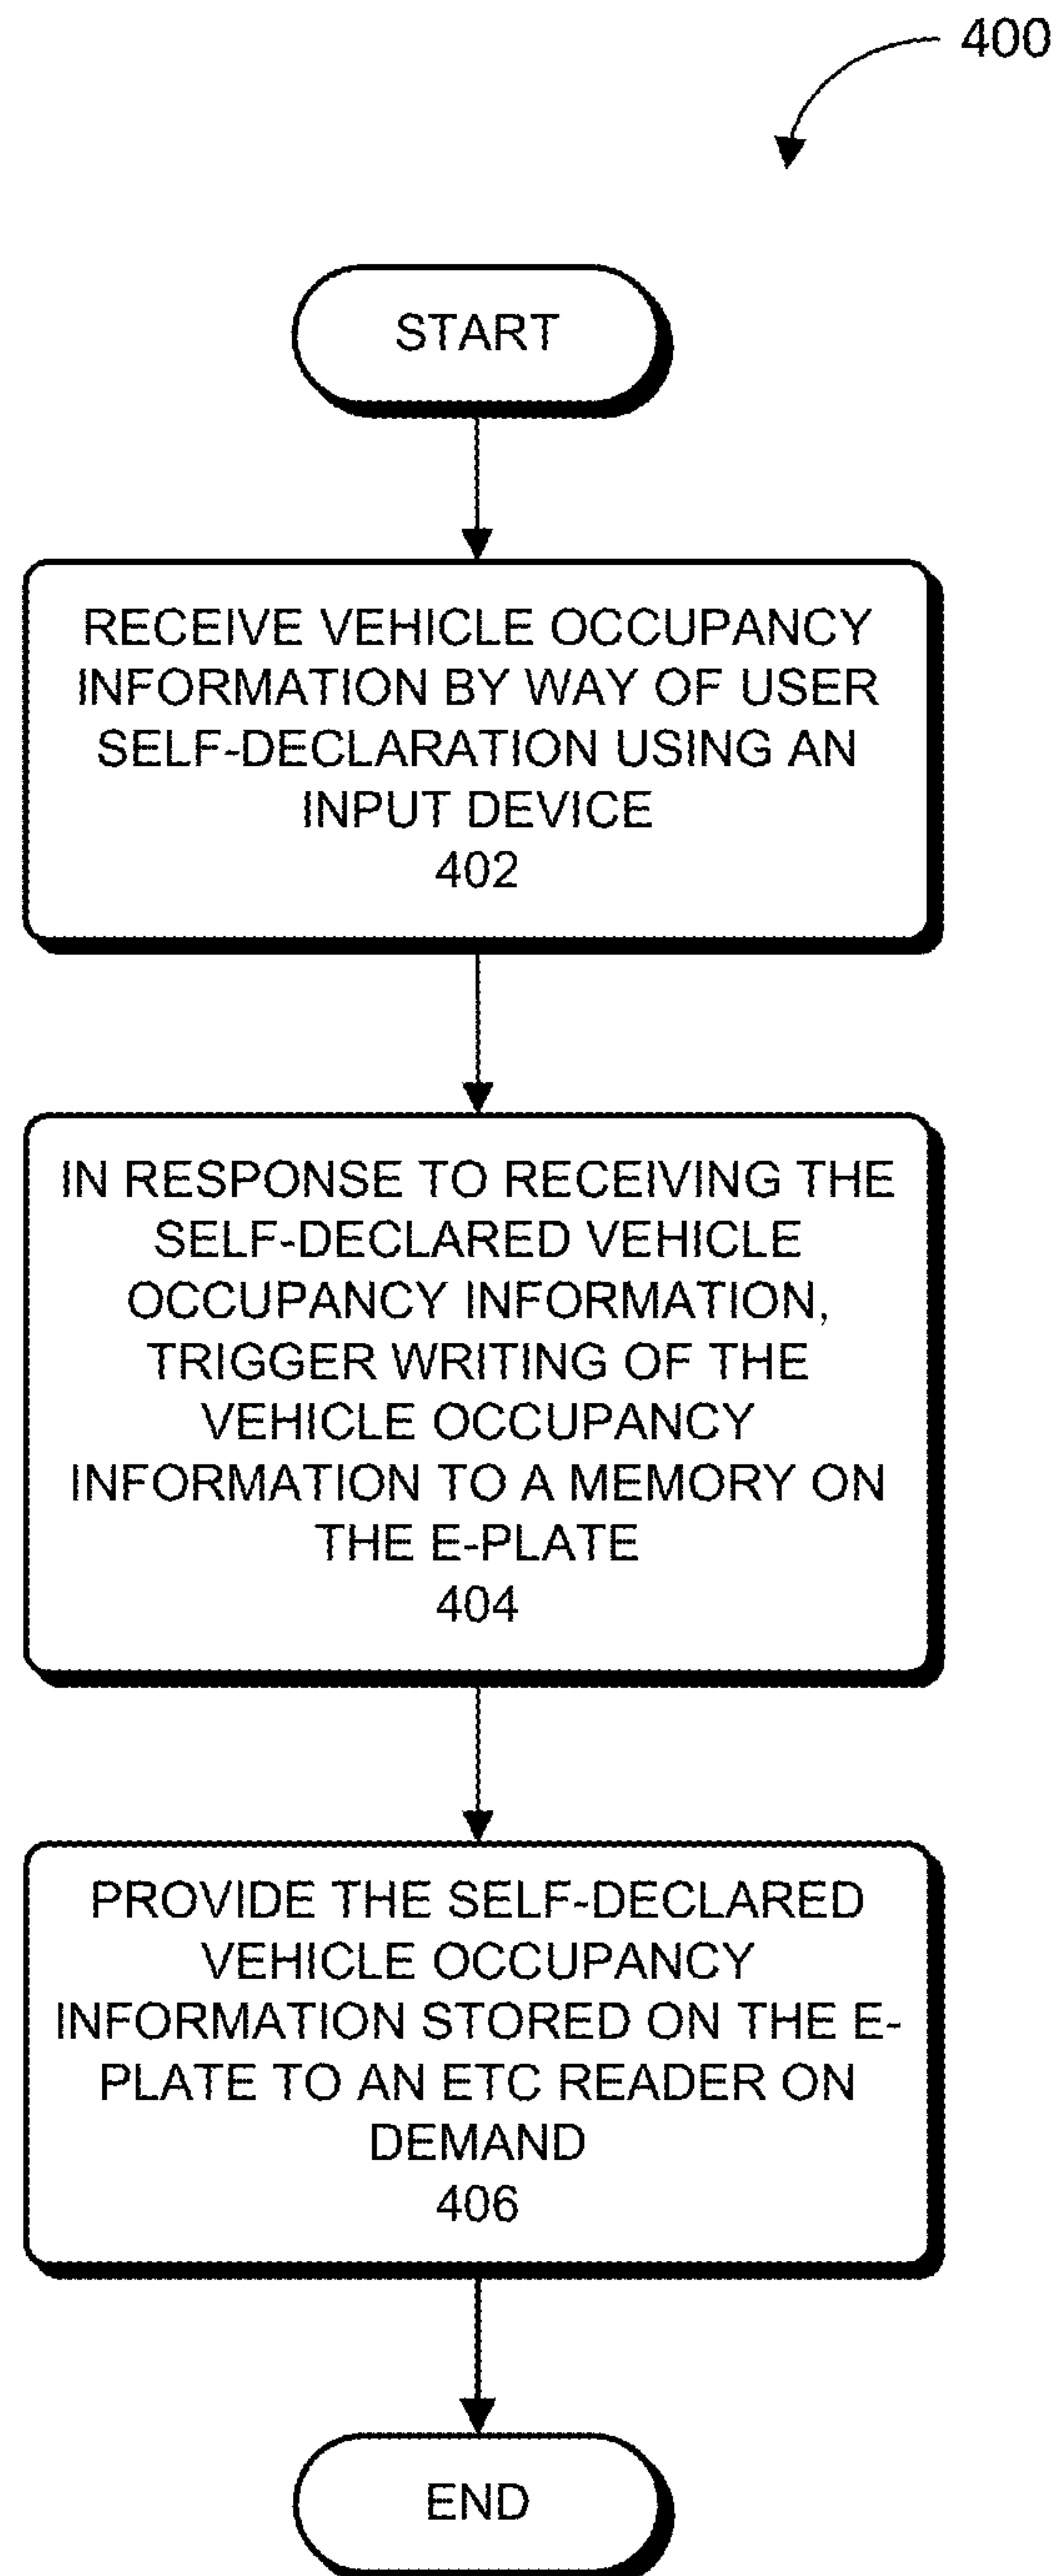 400
START
RECEIVE VEHICLE OCCUPANCY
INFORMATION BY WAY OF USER
SELF-DECLARATION USING AN
INPUT DEVICE
402
IN RESPONSE TO RECEIVING THE
SELF-DECLARED VEHICLE
OCCUPANCY INFORMATION,
TRIGGER WRITING OF THE
VEHICLE OCCUPANCY
INFORMATION TO A MEMORY ON
THE E-PLATE
404
PROVIDE THE SELF-DECLARED
VEHICLE OCCUPANCY
INFORMATION STORED ON THE E-
PLATE TO AN ETC READER ON
DEMAND
406
END